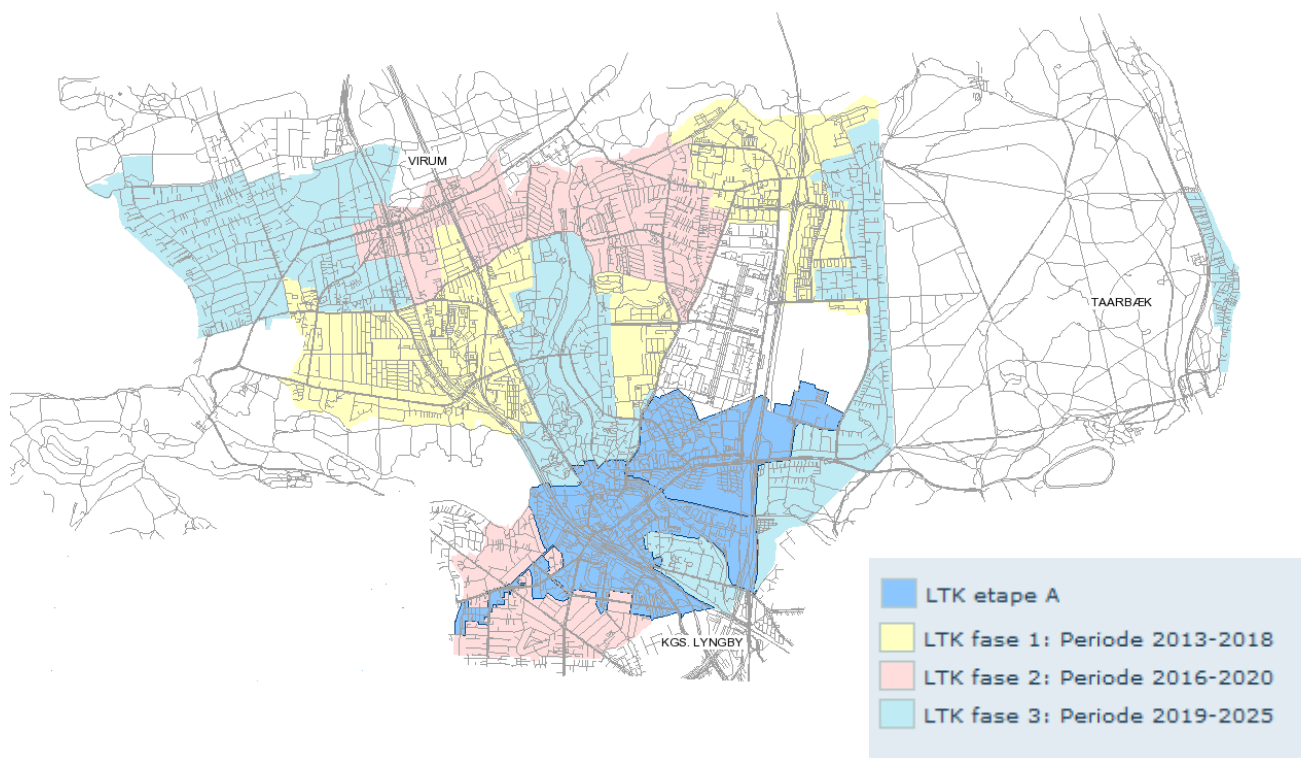 VIRUM
TAARBÆK
KGS. LYNGBY
LTK etape A
LTK fase 1: Periode 2013-2018
LTK fase 2: Periode 2016-2020
LTK fase 3: Periode 2019-2025